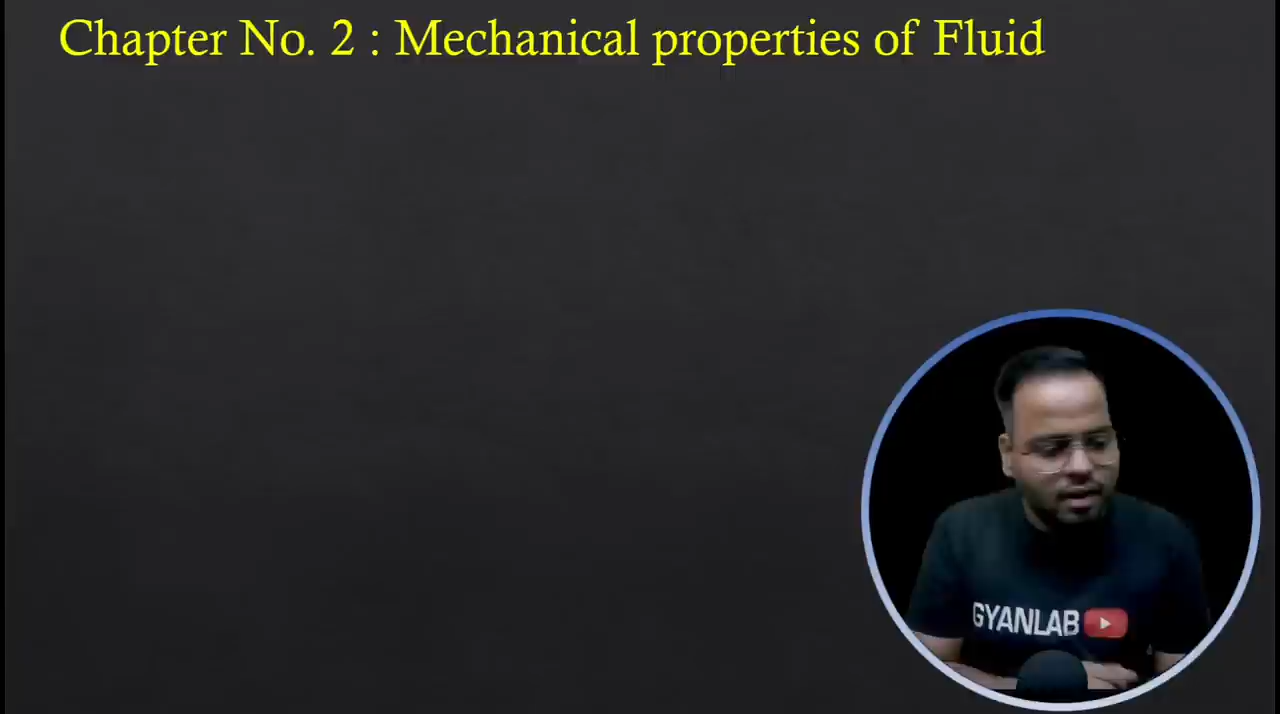 Chapter No. 2 : Mechanical properties of Fluid
GYANLAB